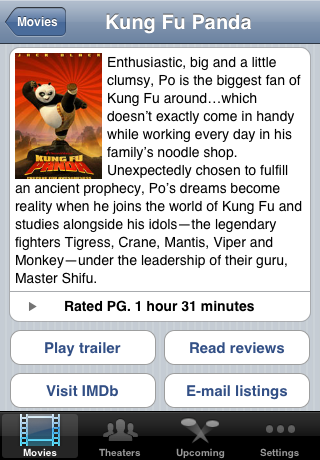 Movies
Kung Fu Panda
JACK BLACK
KUNG FU
PANDA
Enthusiastic, big and a little
clumsy, Po is the biggest fan of
Kung Fu around…which
doesn't exactly come in handy
while working every day in his
family's noodle shop.
Unexpectedly chosen to fulfill
an ancient prophecy, Po's dreams become
reality when he joins the world of Kung Fu and
studies alongside his idols—the legendary
fighters Tigress, Crane, Mantis, Viper and
Monkey—under the leadership of their guru,
Master Shifu.
Rated PG. 1 hour 31 minutes
Play trailer
Read reviews
Visit IMDb
E-mail listings
Movies
Theaters
Upcoming
Settings